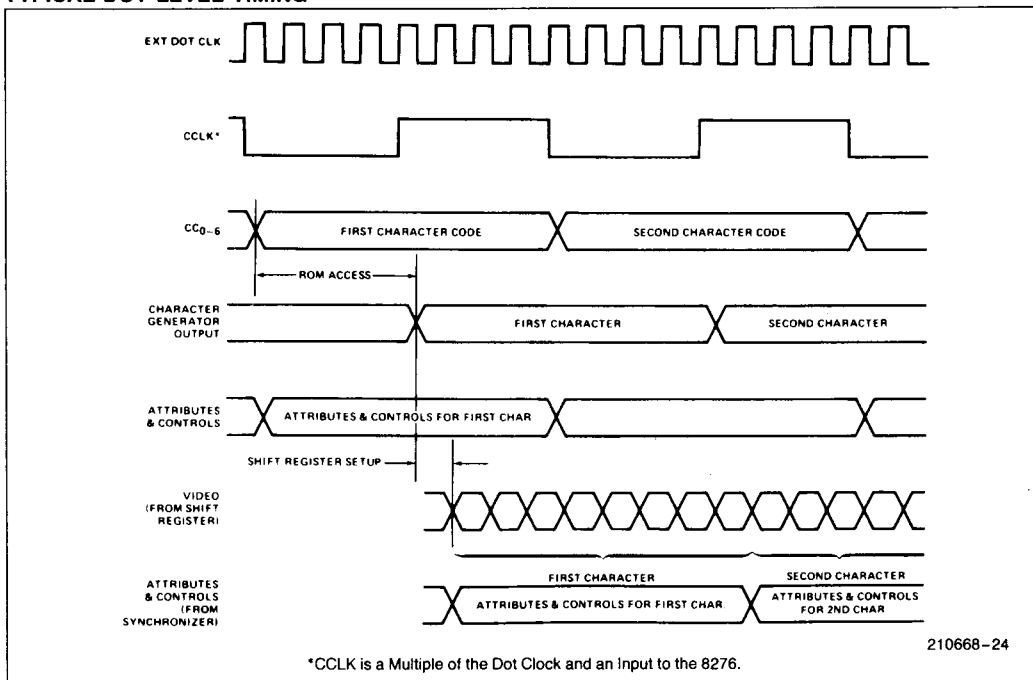 TYPICAL DOT LEVEL TIMING
EXT DOT CLK
CCLK*
CC0–6
FIRST CHARACTER CODE
SECOND CHARACTER CODE
ROM ACCESS
CHARACTER
GENERATOR
OUTPUT
FIRST CHARACTER
SECOND CHARACTER
ATTRIBUTES
& CONTROLS
ATTRIBUTES & CONTROLS FOR FIRST CHAR
SHIFT REGISTER SETUP
VIDEO
(FROM SHIFT
REGISTER)
FIRST CHARACTER
SECOND CHARACTER
ATTRIBUTES
& CONTROLS
(FROM
SYNCHRONIZER)
ATTRIBUTES & CONTROLS FOR FIRST CHAR.
ATTRIBUTES & CONTROLS
FOR 2ND CHAR
210668–24
*CCLK is a Multiple of the Dot Clock and an Input to the 8276.